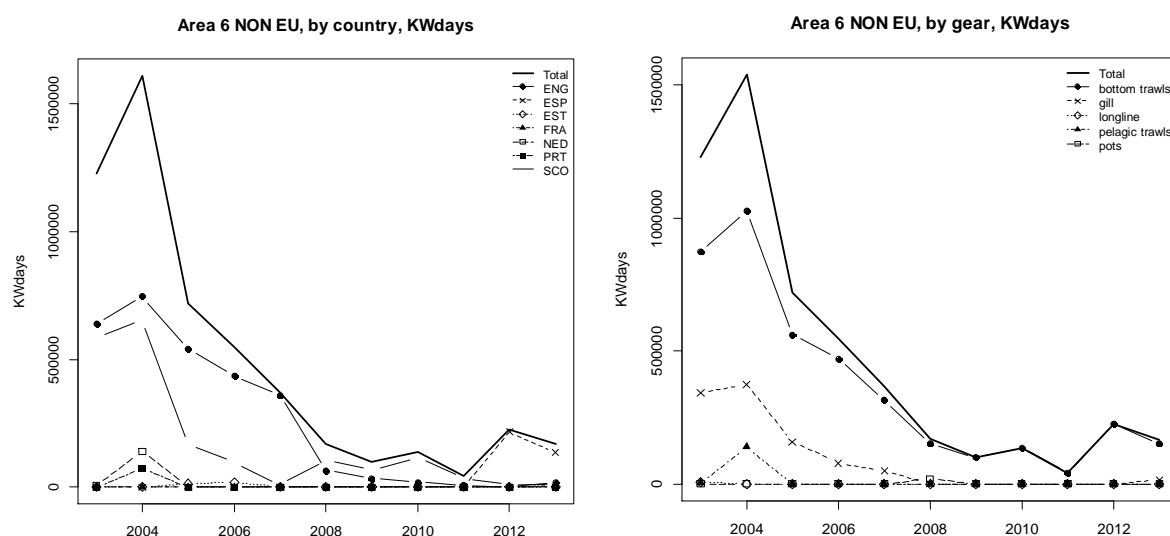 Area 6 NON EU, by country, KWdays
KWdays
0
500000
1000000
1500000
2004
2006
2008
2010
2012
Total
ENG
ESP
EST
FRA
NED
PRT
SCO
Area 6 NON EU, by gear, KWdays
KWdays
0
500000
1000000
1500000
2004
2006
2008
2010
2012
Total
bottom trawls
gill
longline
pelagic trawls
pots